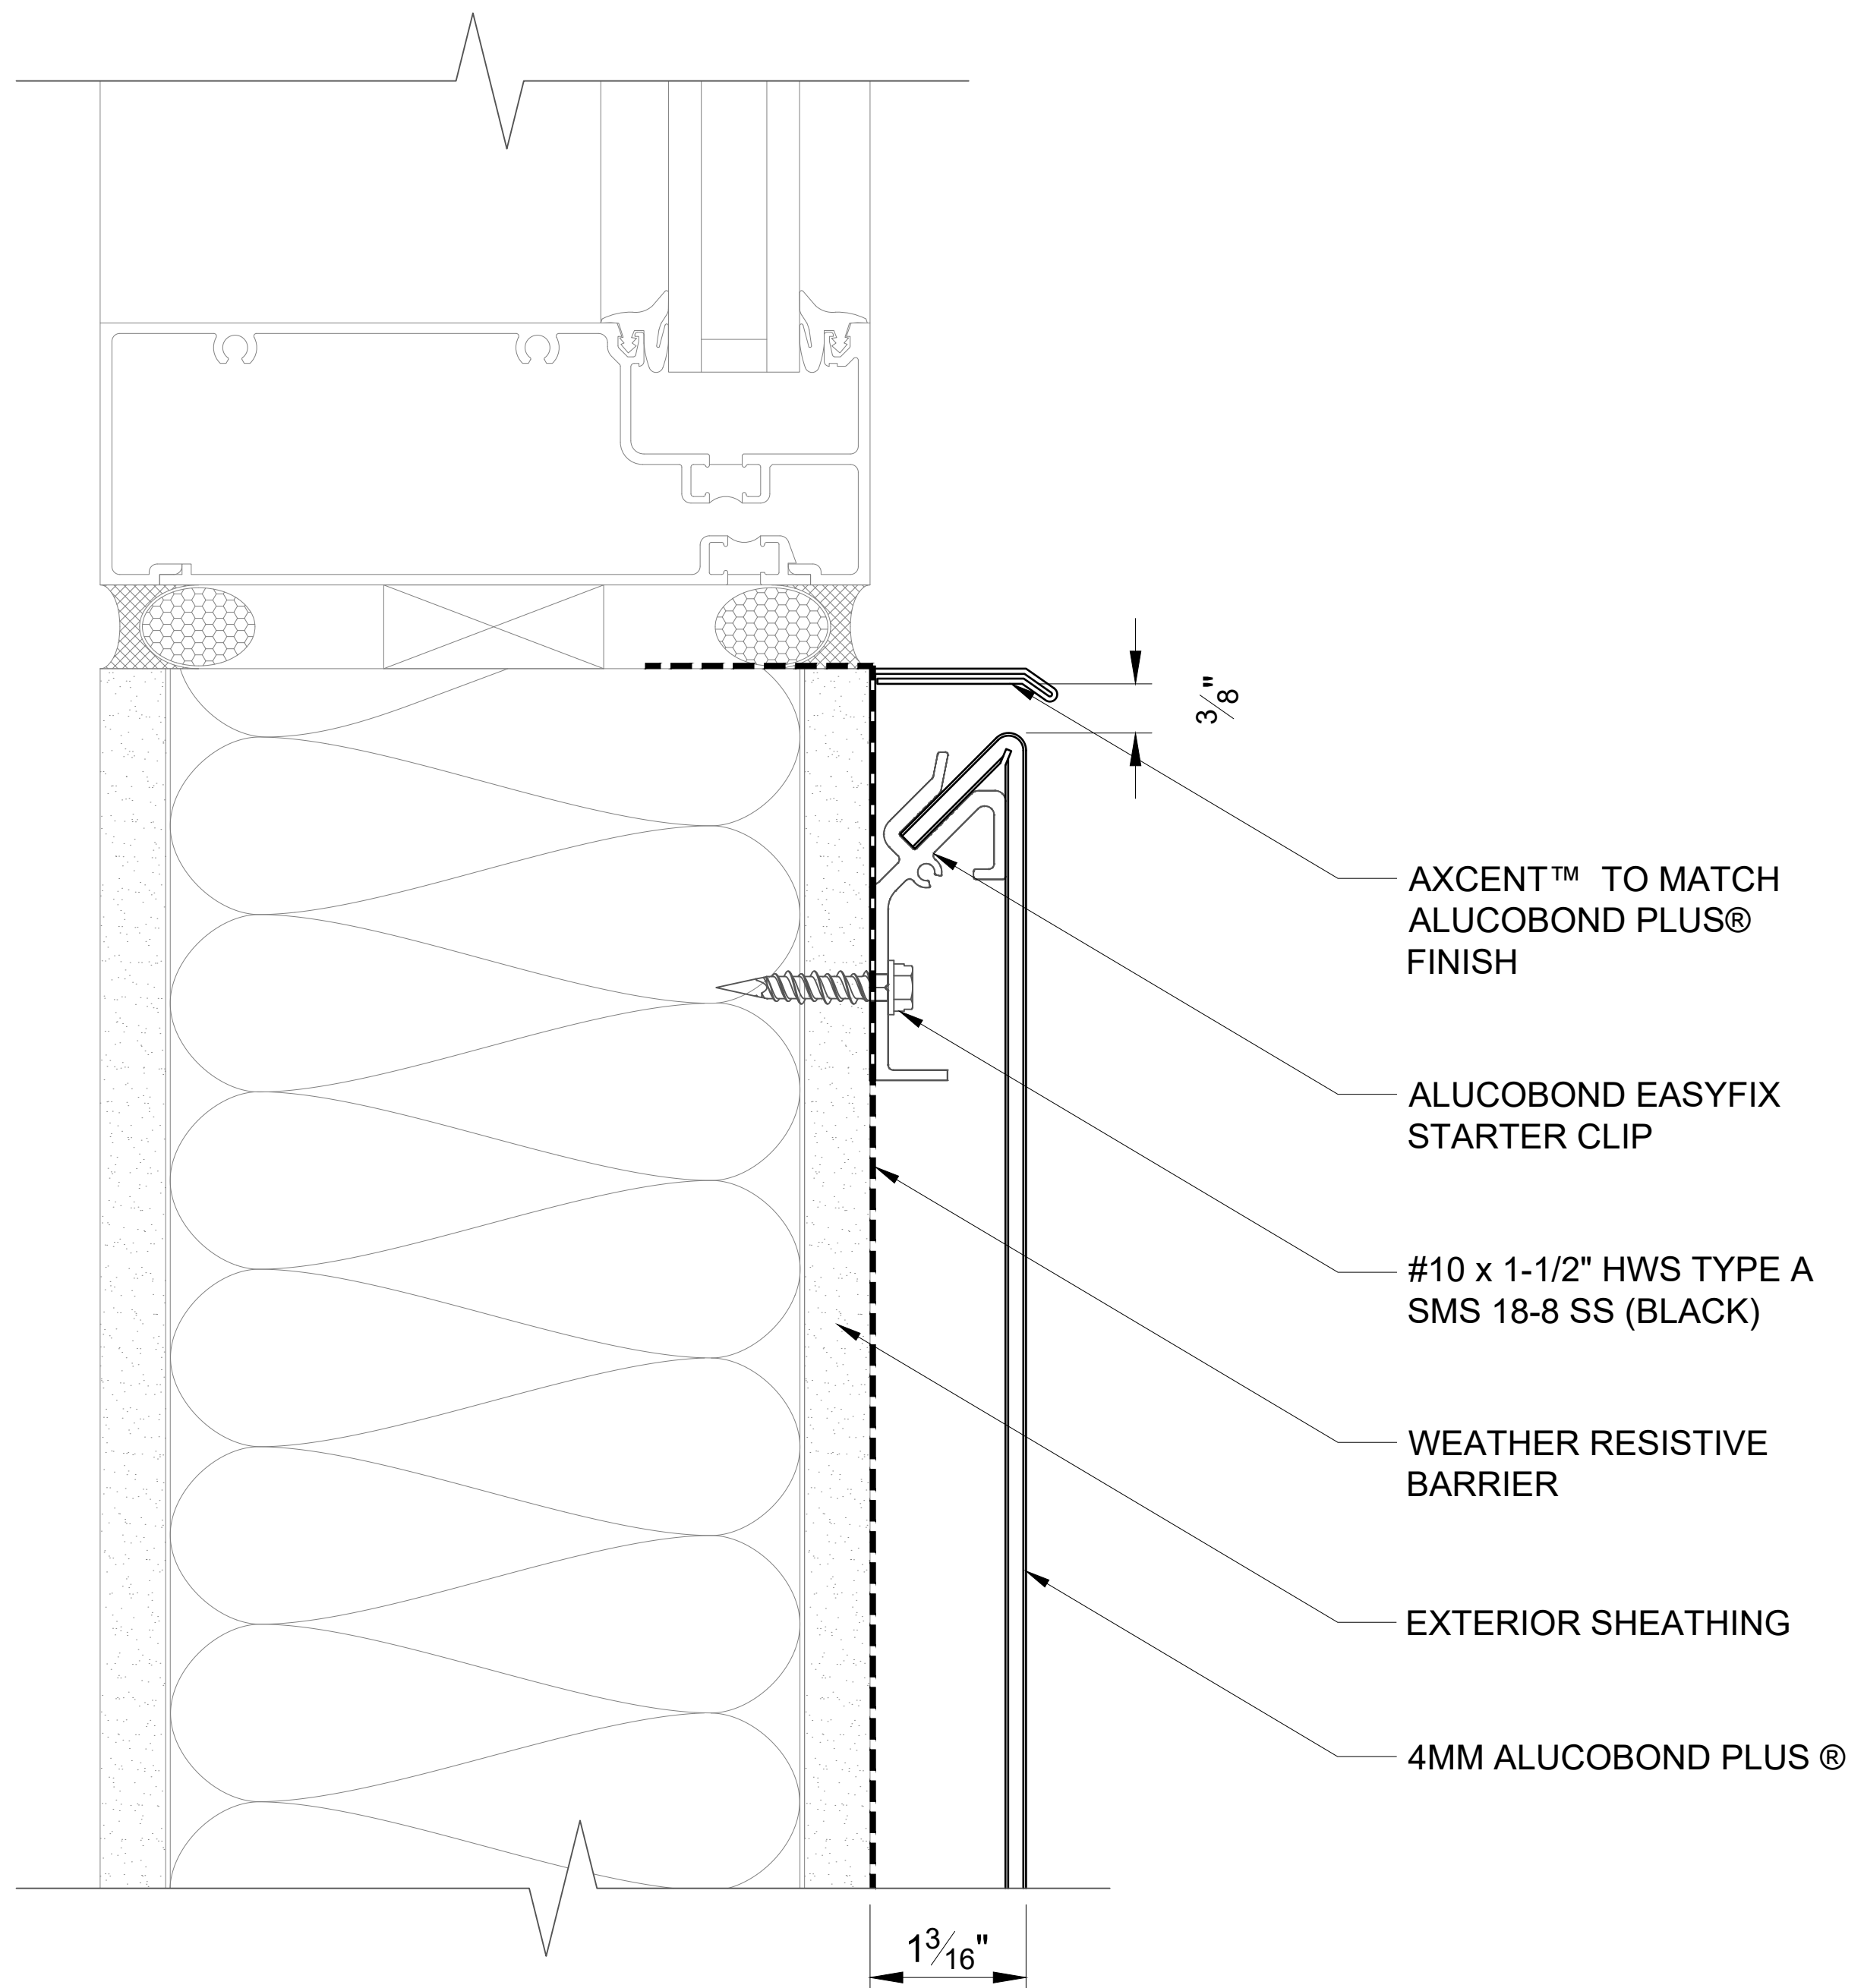 3/8"
AXCENT™ TO MATCH
ALUCOBOND PLUS®
FINISH
ALUCOBOND EASYFIX
STARTER CLIP
#10 x 1-1/2" HWS TYPE A
SMS 18-8 SS (BLACK)
WEATHER RESISTIVE
BARRIER
EXTERIOR SHEATHING
4MM ALUCOBOND PLUS ®
1 3/16"